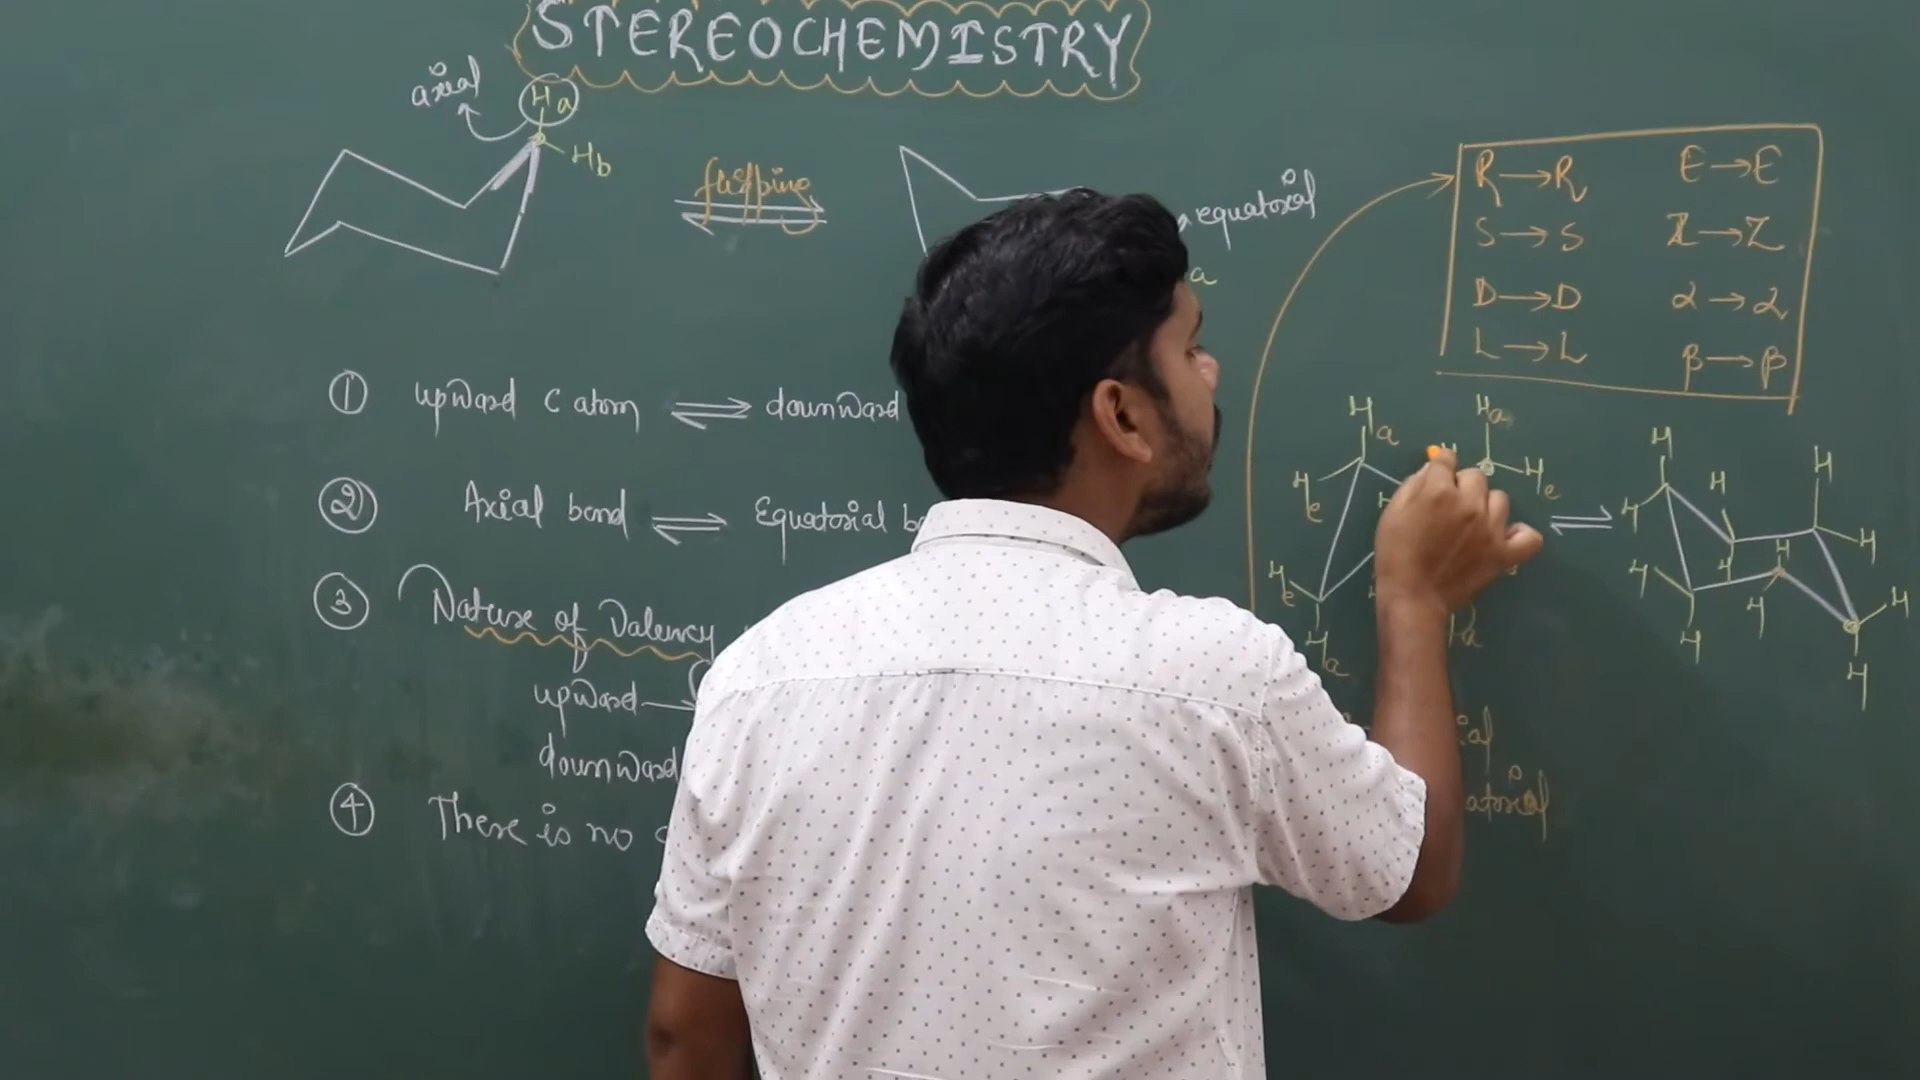 STEREOCHEMISTRY
axial
Ha
Hb
flipping
equatorial
a
R→R E→E
S→S Z→Z
D→D α→α
L→L β→β
① upward C atom ⇌ downward
② Axial bond ⇌ Equatorial
③ Nature of Valency
upward→
downward
④ There is no
Ha Ha
He He
⇌
He
Ha
H H H
H H
H H
H H H
H H